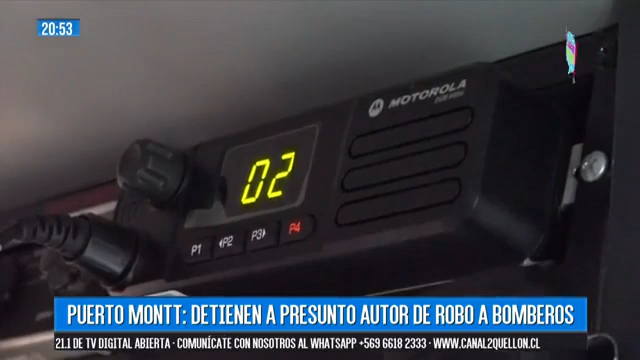 20:53
MOTOROLA
02
P1 P2 P3 P4
PUERTO MONTT: DETIENEN A PRESUNTO AUTOR DE ROBO A BOMBEROS
21.1 DE TV DIGITAL ABIERTA · COMUNÍCATE CON NOSOTROS AL WHATSAPP +569 6618 2333 · WWW.CANAL2QUELLON.CL